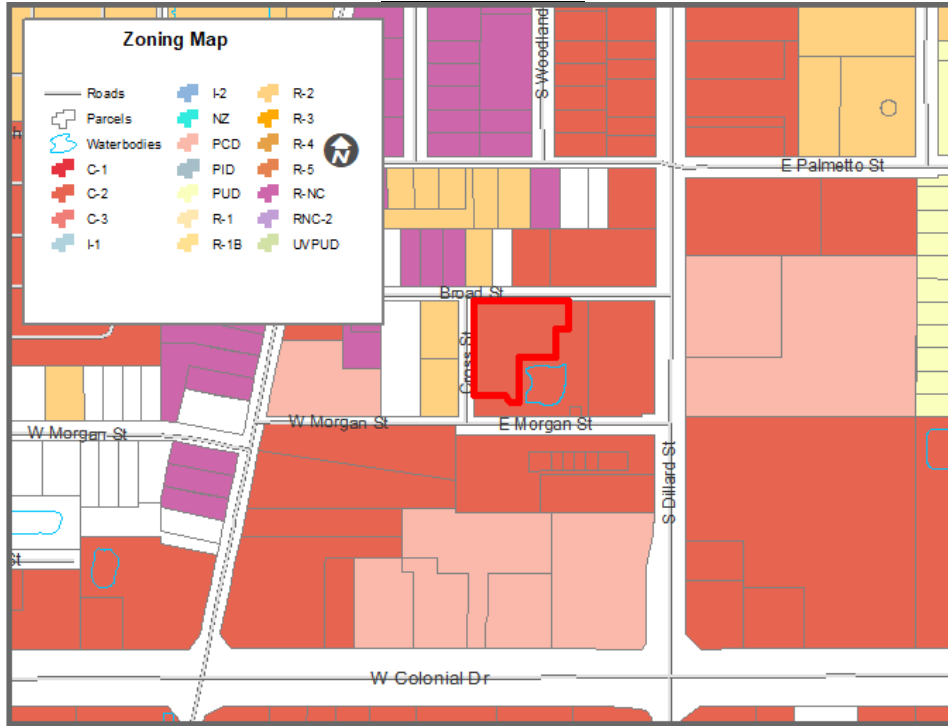 Zoning Map
Roads
Parcels
Waterbodies
C-1
C-2
C-3
I-1
I-2
NZ
PCD
PID
PUD
R-1
R-1B
R-2
R-3
R-4
R-5
R-NC
RNC-2
UVPUD
N
S Woodland
E Palmetto St
Broad St
Cross St
W Morgan St
W Morgan St
E Morgan St
S Dillard St
St
W Colonial Dr